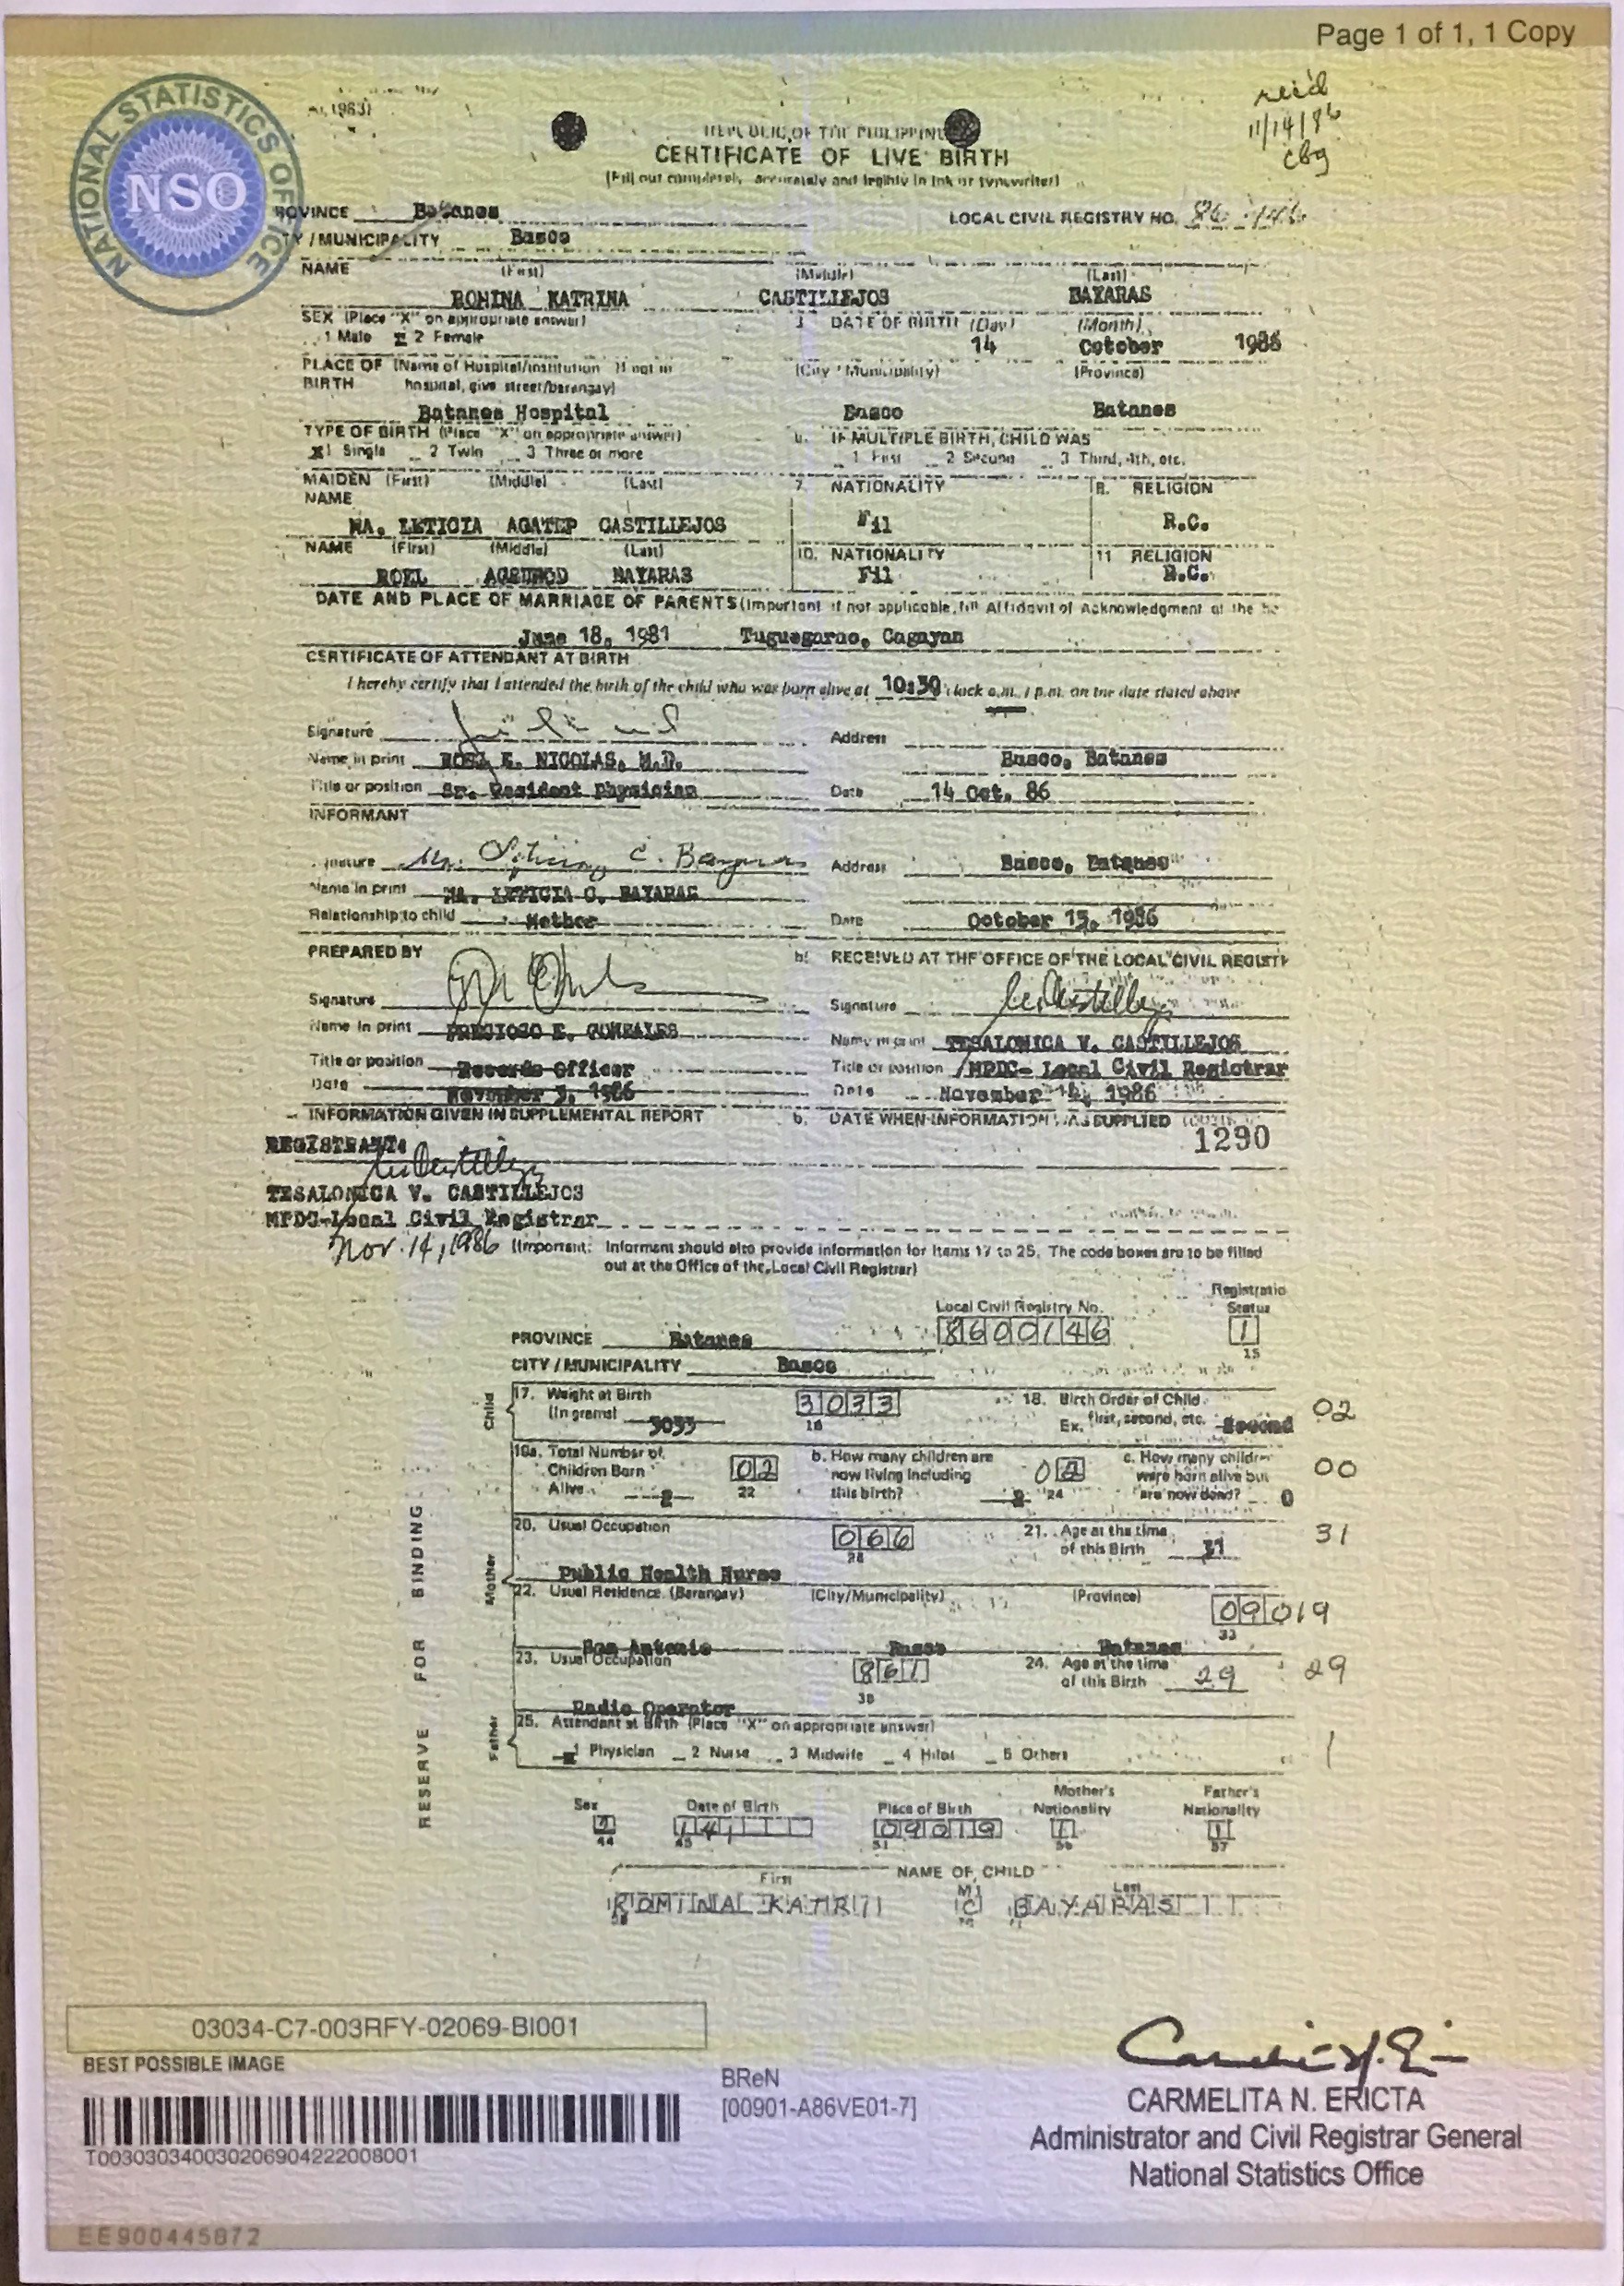 Page 1 of 1, 1 Copy
NATIONAL STATISTICS OFFICE
NSO
11/14/86
cbg
REPUBLIC OF THE PHILIPPINE
CERTIFICATE OF LIVE BIRTH
(Fill out completely, accurately and legibly in ink or typewriter)
ROVINCE Batanes LOCAL CIVIL REGISTRY NO. 86-146
TY/MUNICIPALITY Basco
NAME (First) (Middle) (Last)
ROMINA KATRINA CASTILLEJOS BAYARAS
SEX (Place "X" on appropriate answer) 3 DATE OF BIRTH (Day) (Month)
1 Male X 2 Female 14 October 1986
PLACE OF (Name of Hospital/institution if not in (City/Municipality) (Province)
BIRTH hospital, give street/barangay)
Batanes Hospital Basco Batanes
TYPE OF BIRTH (Place "X" on appropriate answer) b. IF MULTIPLE BIRTH, CHILD WAS
X 1 Single 2 Twin 3 Three or more 1 First 2 Second 3 Third, 4th, etc.
MAIDEN (First) (Middle) (Last) 7. NATIONALITY 8. RELIGION
NAME
MA. LETICIA AGATEP CASTILLEJOS Fil R.C.
NAME (First) (Middle) (Last) 10. NATIONALITY 11 RELIGION
ROEL BAYARAS Fil R.C.
DATE AND PLACE OF MARRIAGE OF PARENTS (Important if not applicable, fill Affidavit of Acknowledgment at the
June 18, 1981 Tuguegarao, Cagayan
CERTIFICATE OF ATTENDANT AT BIRTH
I hereby certify that I attended the birth of the child who was born alive at 10:30 o'clock a.m. / p.m. on the date stated above
Signature Address
Name in print ROEL E. NICOLAS, M.D. Basco, Batanes
Title or position Sr. Resident Physician Date 14 Oct. 86
INFORMANT
Signature Ma. Leticia C. Bayaras Address Basco, Batanes
Name in print MA. LETICIA C. BAYARAS
Relationship to child Mother Date October 15, 1986
PREPARED BY b. RECEIVED AT THE OFFICE OF THE LOCAL CIVIL REGISTR
Signature Signature
Name in print PRECIOSO E. GONZALES Name in print TESALONICA V. CASTILLEJOS
Title or position Records Officer Title or position /MPDC- Local Civil Registrar
Date November 3, 1986 Date November 14, 1986
INFORMATION GIVEN IN SUPPLEMENTAL REPORT b. DATE WHEN INFORMATION WAS SUPPLIED
1290
REGISTRANT:
TESALONICA V. CASTILLEJOS
MPDC-Local Civil Registrar
Nov. 14, 1986 (Important: Informant should also provide information for items 17 to 25. The code boxes are to be filled
out at the Office of the Local Civil Registrar)
Local Civil Registry No. Registratio
Status
PROVINCE Batanes 8600146 1
15
CITY/MUNICIPALITY Basco
RESERVE FOR BINDING
Child
17. Weight at Birth 3033 18. Birth Order of Child 02
(In grams) 3033 Ex. first, second, etc. Second
19a. Total Number of b. How many children are c. How many childr
Children Born 02 now living including 02 were born alive but 00
Alive 2 22 this birth? 2 24 are now dead? 0
Mother
20. Usual Occupation 066 21. Age at the time 31
of this Birth 31
Public Health Nurse
22. Usual Residence (Barangay) (City/Municipality) (Province)
09019
33
San Antonio Basco Batanes
Father
23. Usual Occupation 861 24. Age at the time 29
of this Birth 29
Radio Operator
25. Attendant at Birth (Place "X" on appropriate answer)
1 Physician 2 Nurse 3 Midwife 4 Hilot 5 Others 1
Mother's Father's
Sex Date of Birth Place of Birth Nationality Nationality
2 14 09019 1 1
44 45 51 56 57
NAME OF CHILD
First MI Last
ROMINA KATRI C BAYARAS
03034-C7-003RFY-02069-BI001
BEST POSSIBLE IMAGE
BReN
[00901-A86VE01-7]
T003030340030206904222008001
CARMELITA N. ERICTA
Administrator and Civil Registrar General
National Statistics Office
EE900445872